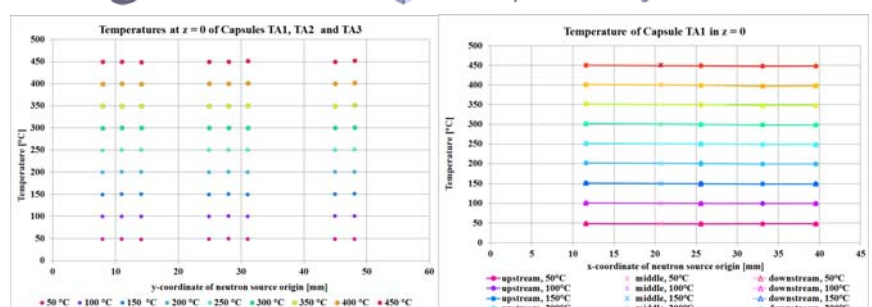 Temperatures at z = 0 of Capsules TA1, TA2 and TA3
500
450
400
350
300
250
200
150
100
50
0
Temperature [°C]
0 10 20 30 40 50 60
y-coordinate of neutron source origin [mm]
50 °C 100 °C 150 °C 200 °C 250 °C 300 °C 350 °C 400 °C 450 °C
Temperature of Capsule TA1 in z = 0
500
450
400
350
300
250
200
150
100
50
0
Temperature [°C]
0 5 10 15 20 25 30 35 40 45
x-coordinate of neutron source origin [mm]
upstream, 50°C middle, 50°C downstream, 50°C
upstream, 100°C middle, 100°C downstream, 100°C
upstream, 150°C middle, 150°C downstream, 150°C